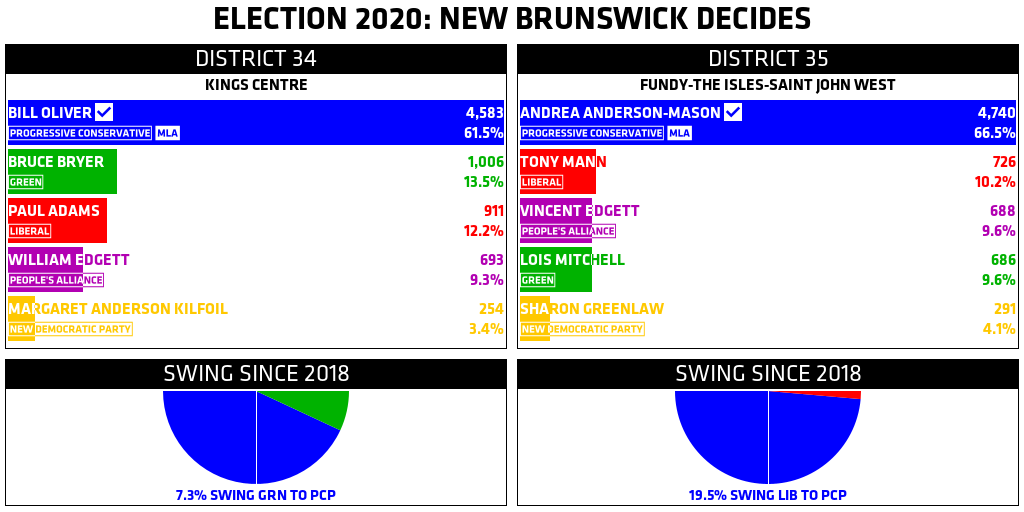 ELECTION 2020: NEW BRUNSWICK DECIDES
DISTRICT 34
KINGS CENTRE
BILL OLIVER 4,583
PROGRESSIVE CONSERVATIVE MLA 61.5%
BRUCE BRYER 1,006
GREEN 13.5%
PAUL ADAMS 911
LIBERAL 12.2%
WILLIAM EDGETT 693
PEOPLE'S ALLIANCE 9.3%
MARGARET ANDERSON KILFOIL 254
NEW DEMOCRATIC PARTY 3.4%
SWING SINCE 2018
7.3% SWING GRN TO PCP
DISTRICT 35
FUNDY-THE ISLES-SAINT JOHN WEST
ANDREA ANDERSON-MASON 4,740
PROGRESSIVE CONSERVATIVE MLA 66.5%
TONY MANN 726
LIBERAL 10.2%
VINCENT EDGETT 688
PEOPLE'S ALLIANCE 9.6%
LOIS MITCHELL 686
GREEN 9.6%
SHARON GREENLAW 291
NEW DEMOCRATIC PARTY 4.1%
SWING SINCE 2018
19.5% SWING LIB TO PCP